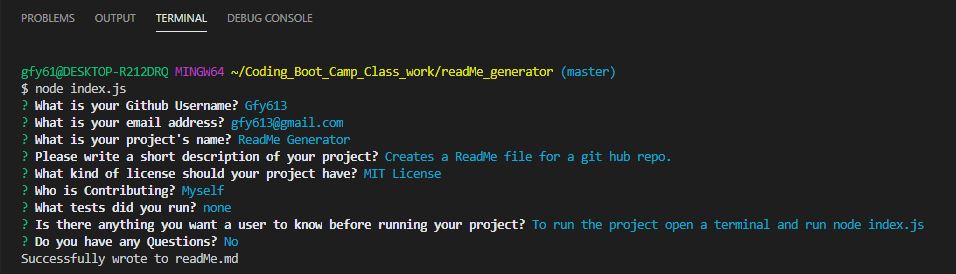 PROBLEMS OUTPUT TERMINAL DEBUG CONSOLE
gfy61@DESKTOP-R212DRQ MINGW64 ~/Coding_Boot_Camp_Class_work/readMe_generator (master)
$ node index.js
? What is your Github Username? Gfy613
? What is your email address? gfy613@gmail.com
? What is your project's name? ReadMe Generator
? Please write a short description of your project? Creates a ReadMe file for a git hub repo.
? What kind of license should your project have? MIT License
? Who is Contributing? Myself
? What tests did you run? none
? Is there anything you want a user to know before running your project? To run the project open a terminal and run node index.js
? Do you have any Questions? No
Successfully wrote to readMe.md